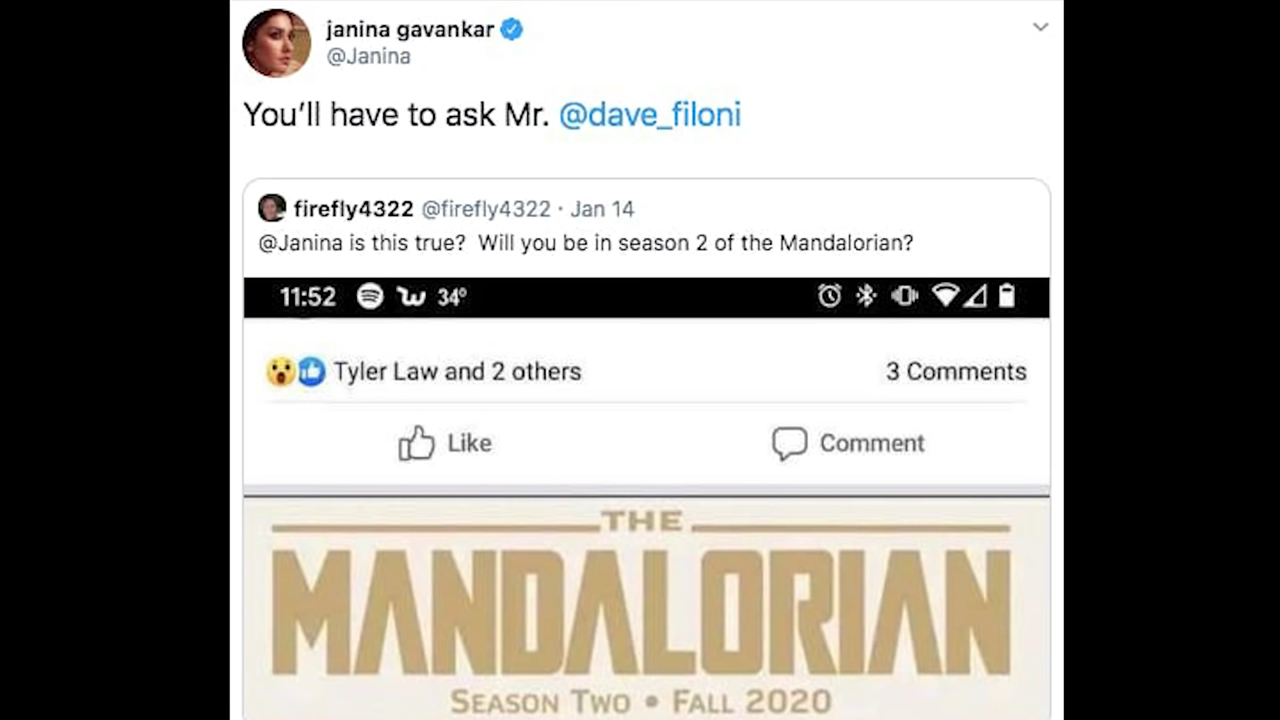 janina gavankar
@Janina
You'll have to ask Mr. @dave_filoni
firefly4322 @firefly4322 · Jan 14
@Janina is this true?  Will you be in season 2 of the Mandalorian?
11:52 34°
Tyler Law and 2 others 3 Comments
Like Comment
THE
MANDALORIAN
SEASON TWO • FALL 2020